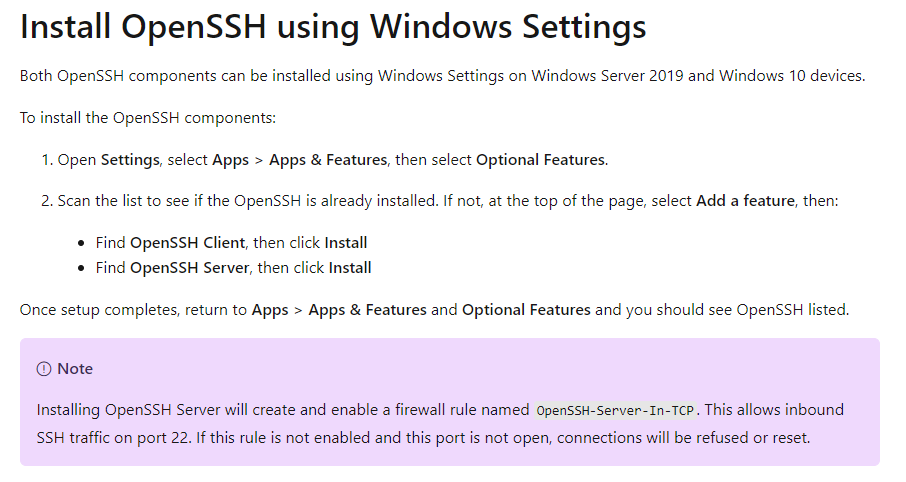 Install OpenSSH using Windows Settings
Both OpenSSH components can be installed using Windows Settings on Windows Server 2019 and Windows 10 devices.
To install the OpenSSH components:
1. Open Settings, select Apps > Apps & Features, then select Optional Features.
2. Scan the list to see if the OpenSSH is already installed. If not, at the top of the page, select Add a feature, then:
• Find OpenSSH Client, then click Install
• Find OpenSSH Server, then click Install
Once setup completes, return to Apps > Apps & Features and Optional Features and you should see OpenSSH listed.
Note
Installing OpenSSH Server will create and enable a firewall rule named OpenSSH-Server-In-TCP. This allows inbound
SSH traffic on port 22. If this rule is not enabled and this port is not open, connections will be refused or reset.